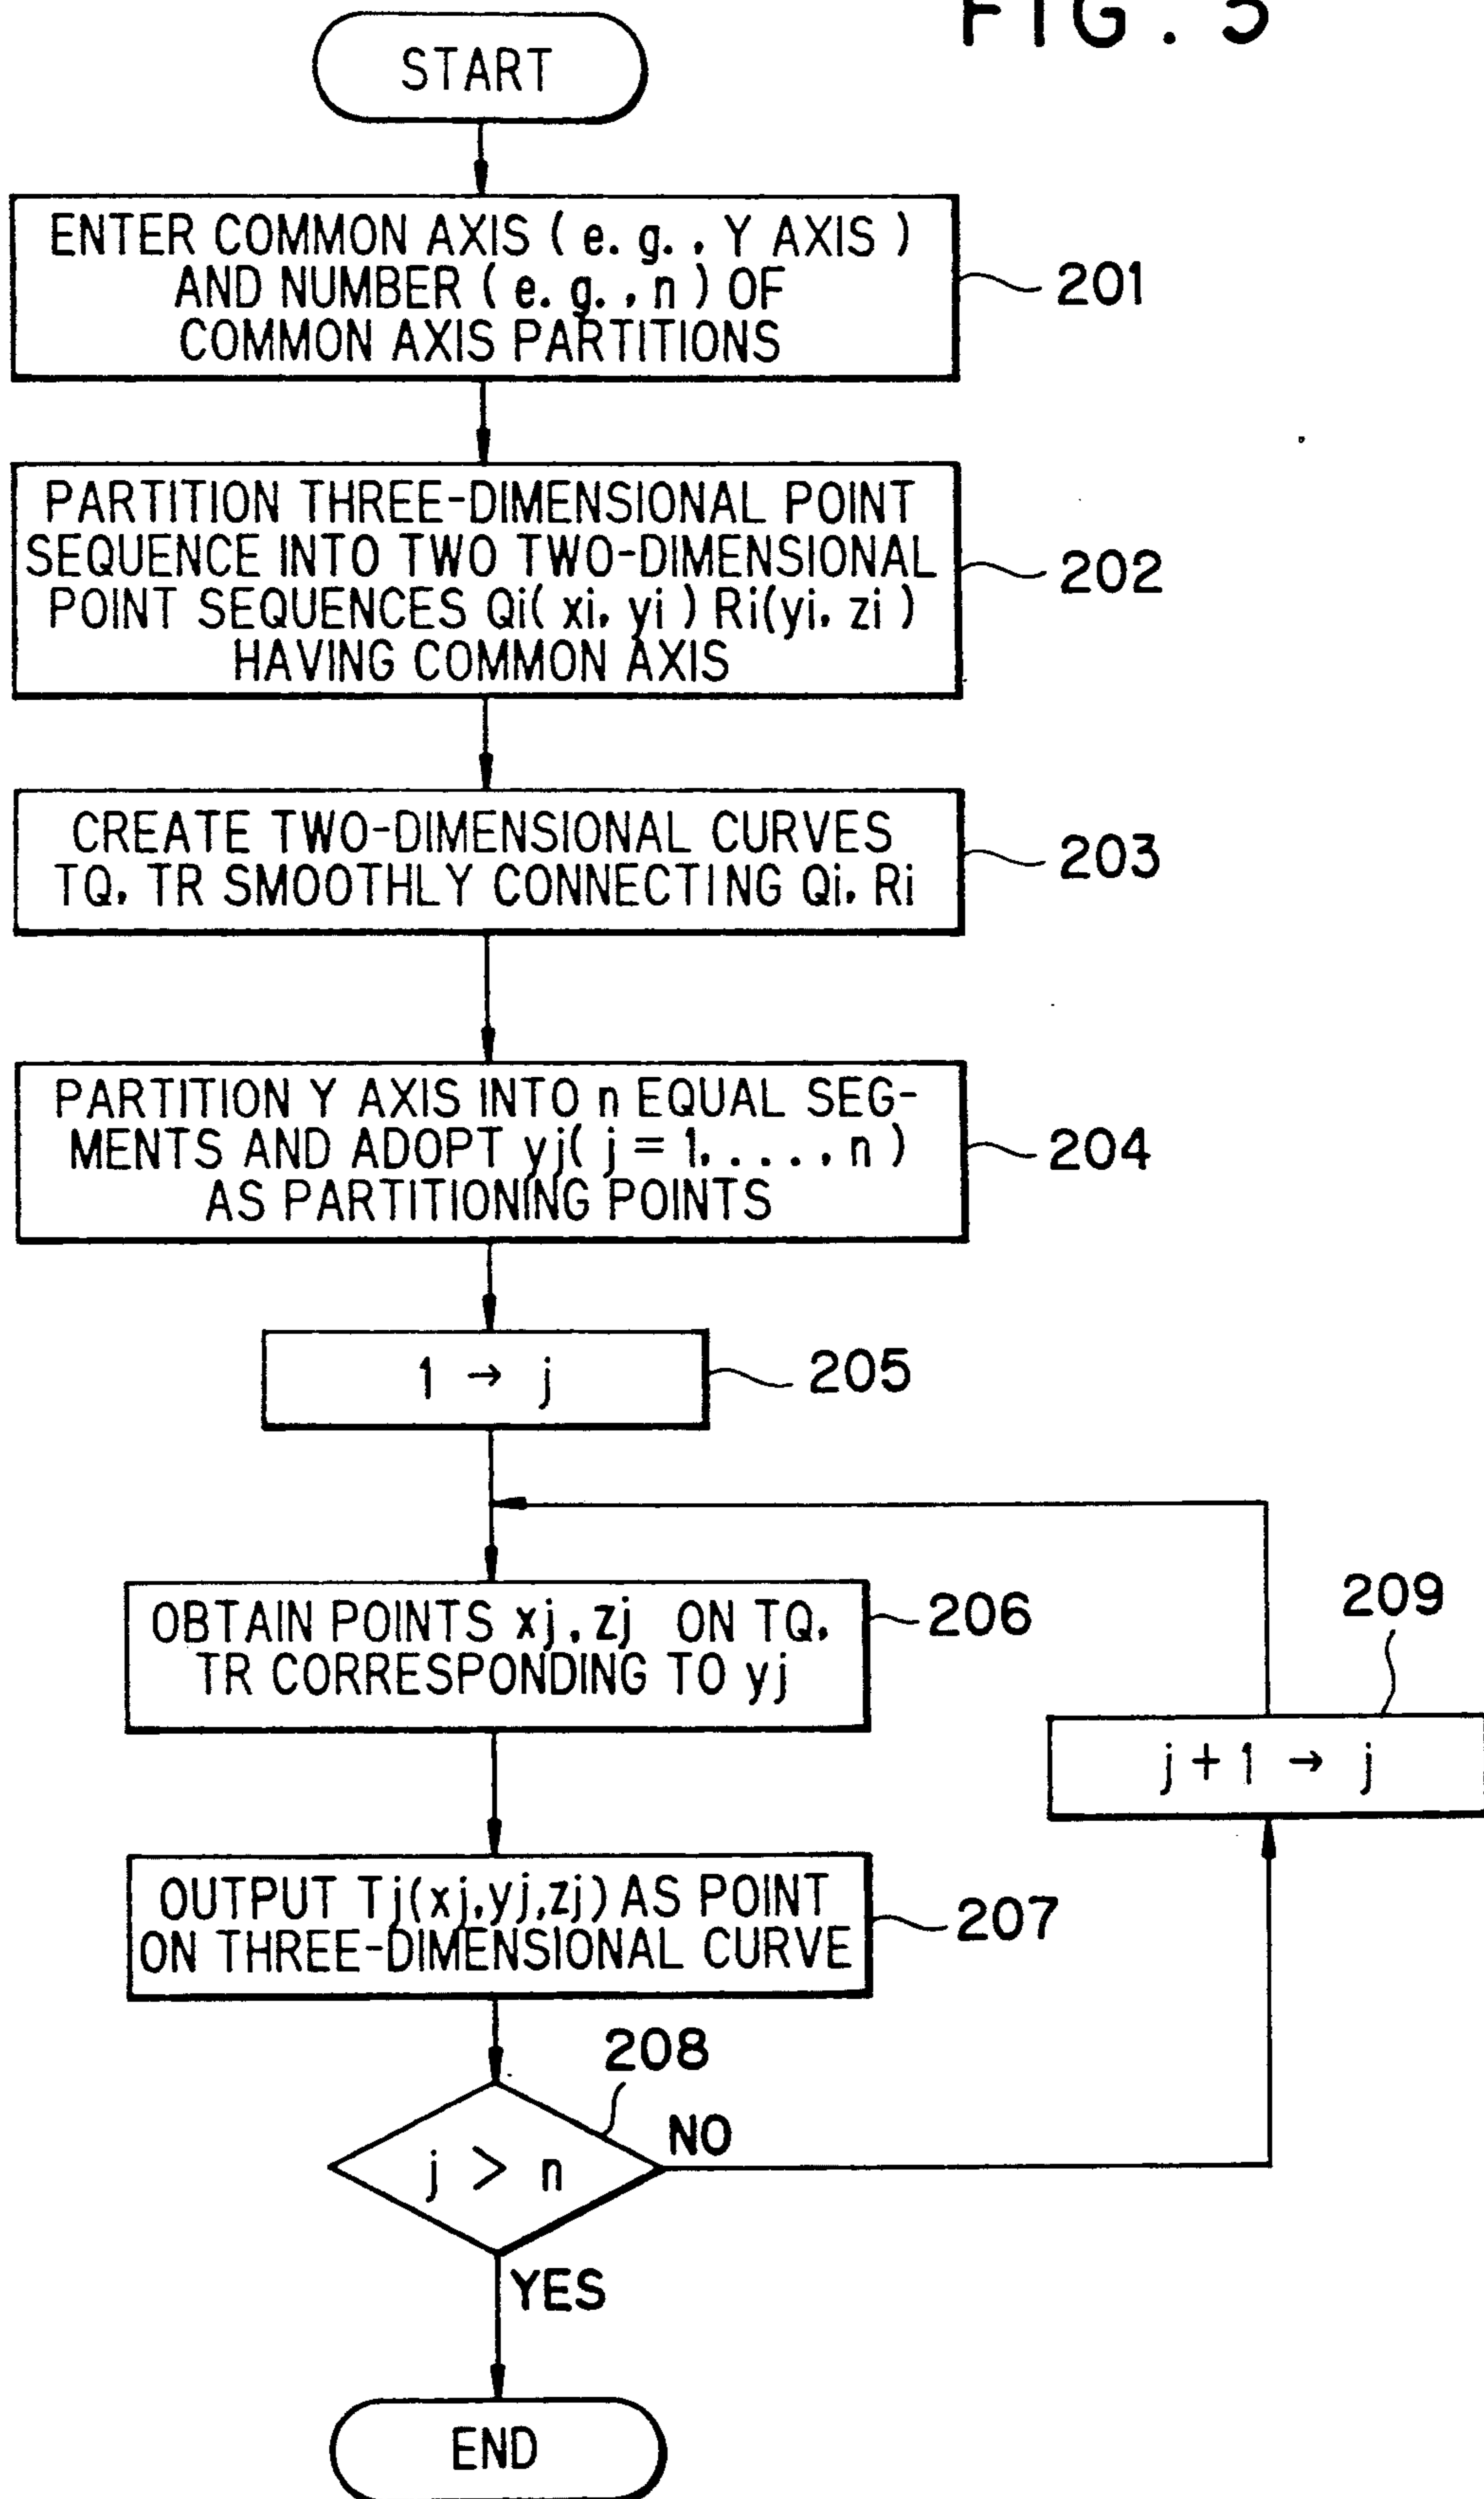 FIG. 3
START
ENTER COMMON AXIS (e.g., Y AXIS)
AND NUMBER (e.g., n) OF
COMMON AXIS PARTITIONS
201
PARTITION THREE-DIMENSIONAL POINT
SEQUENCE INTO TWO TWO-DIMENSIONAL
POINT SEQUENCES Qi(xi, yi) Ri(yi, zi)
HAVING COMMON AXIS
202
CREATE TWO-DIMENSIONAL CURVES
TQ, TR SMOOTHLY CONNECTING Qi, Ri
203
PARTITION Y AXIS INTO n EQUAL SEG-
MENTS AND ADOPT yj( j = 1, . . . , n )
AS PARTITIONING POINTS
204
1 → j
205
OBTAIN POINTS xj, zj ON TQ,
TR CORRESPONDING TO yj
206
209
j + 1 → j
OUTPUT Tj(xj,yj,zj) AS POINT
ON THREE-DIMENSIONAL CURVE
207
208
j > n
NO
YES
END